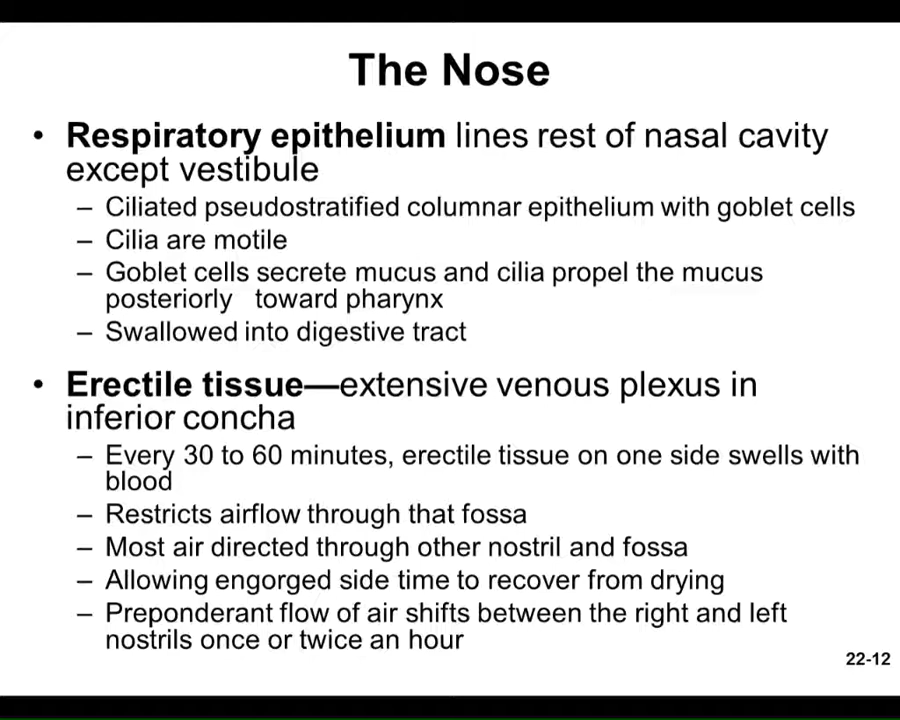 The Nose
• Respiratory epithelium lines rest of nasal cavity
except vestibule
– Ciliated pseudostratified columnar epithelium with goblet cells
– Cilia are motile
– Goblet cells secrete mucus and cilia propel the mucus
posteriorly   toward pharynx
– Swallowed into digestive tract
• Erectile tissue—extensive venous plexus in
inferior concha
– Every 30 to 60 minutes, erectile tissue on one side swells with
blood
– Restricts airflow through that fossa
– Most air directed through other nostril and fossa
– Allowing engorged side time to recover from drying
– Preponderant flow of air shifts between the right and left
nostrils once or twice an hour
22-12